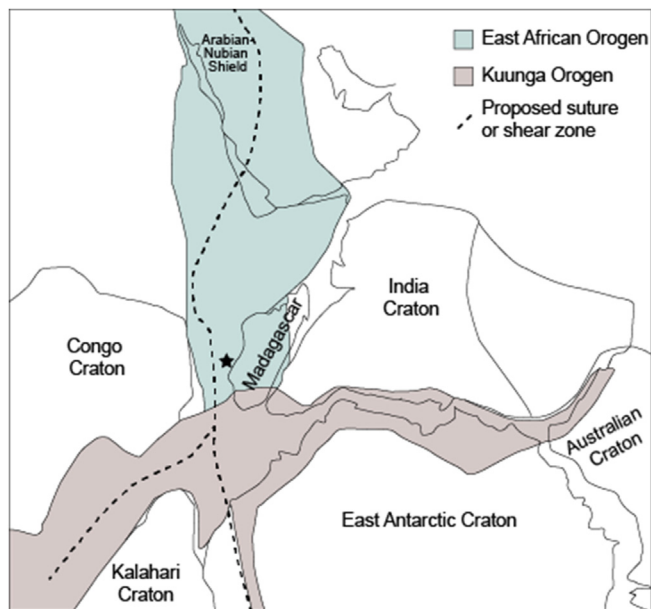 Arabian-
Nubian
Shield
East African Orogen
Kuunga Orogen
Proposed suture
or shear zone
India
Craton
Madagascar
Congo
Craton
Australian
Craton
East Antarctic Craton
Kalahari
Craton